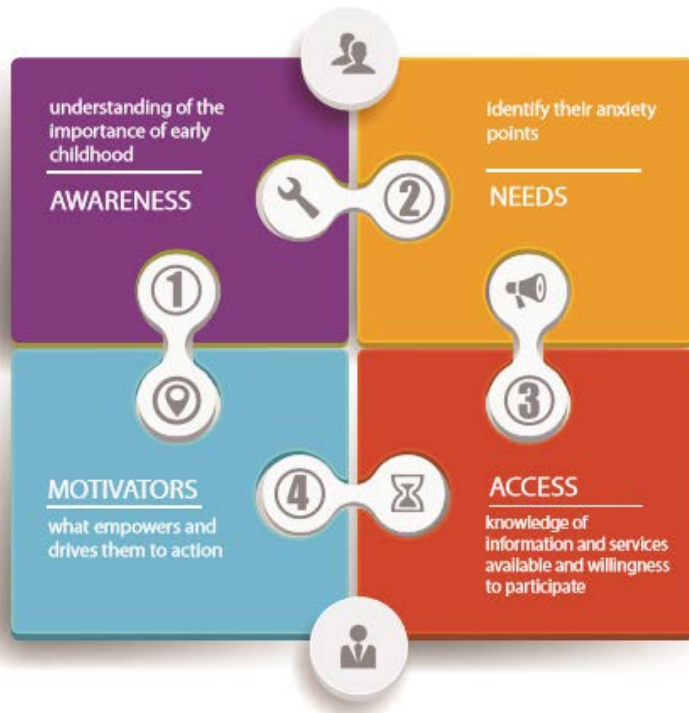 understanding of the
importance of early
childhood
AWARENESS
1
identify their anxiety
points
NEEDS
2
3
ACCESS
knowledge of
information and services
available and willingness
to participate
4
MOTIVATORS
what empowers and
drives them to action